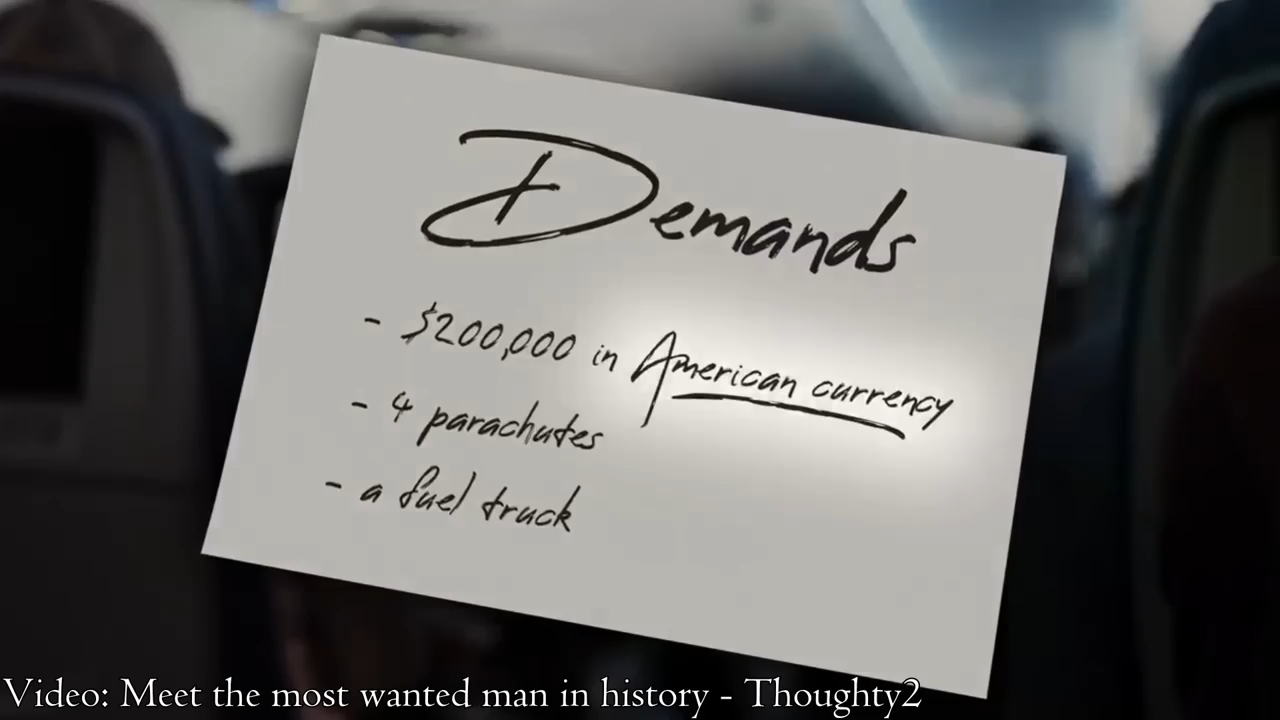 Demands
- $200,000 in American currency
- 4 parachutes
- a fuel truck
Video: Meet the most wanted man in history - Thoughty2